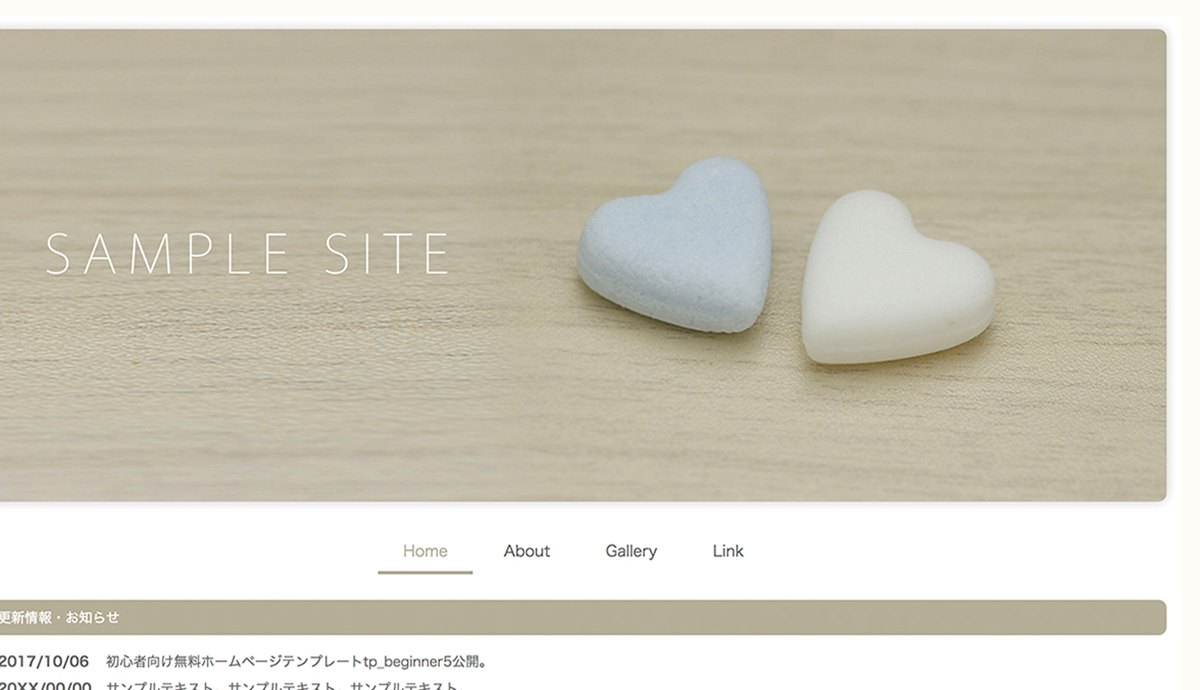 SAMPLE SITE
Home About Gallery Link
更新情報・お知らせ
2017/10/06 初心者向け無料ホームページテンプレートtp_beginner5公開。
20XX/00/00 サンプルテキスト。サンプルテキスト。サンプルテキスト。